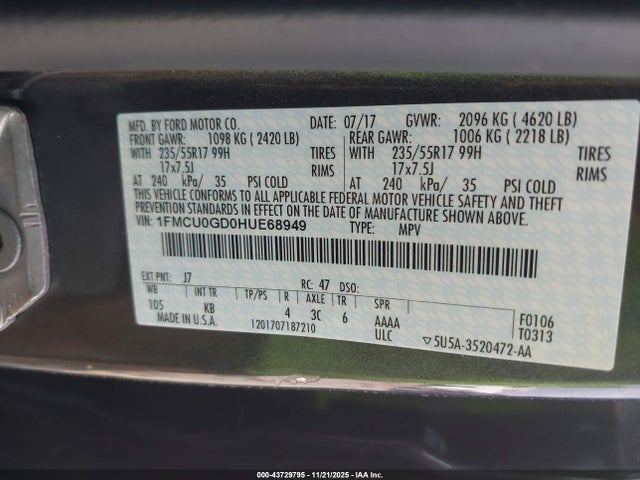 MFD. BY FORD MOTOR CO. DATE: 07/17 GVWR: 2096 KG ( 4620 LB)
FRONT GAWR: 1098 KG ( 2420 LB) REAR GAWR: 1006 KG ( 2218 LB)
WITH 235/55R17 99H TIRES WITH 235/55R17 99H TIRES
17x7.5J RIMS 17x7.5J RIMS
AT 240 kPa/ 35 PSI COLD AT 240 kPa/ 35 PSI COLD
THIS VEHICLE CONFORMS TO ALL APPLICABLE FEDERAL MOTOR VEHICLE SAFETY AND THEFT
PREVENTION STANDARDS IN EFFECT ON THE DATE OF MANUFACTURE SHOWN ABOVE.
VIN: 1FMCU0GD0HUE68949 TYPE: MPV
EXT PNT: J7 RC: 47 DSO:
WB INT TR TP/PS R AXLE TR SPR
105 KB 4 3C 6 AAAA F0106
MADE IN U.S.A. 1201707187210 ULC T0313
▽5U5A-3520472-AA
000-43729795 - 11/21/2025 - IAA Inc.